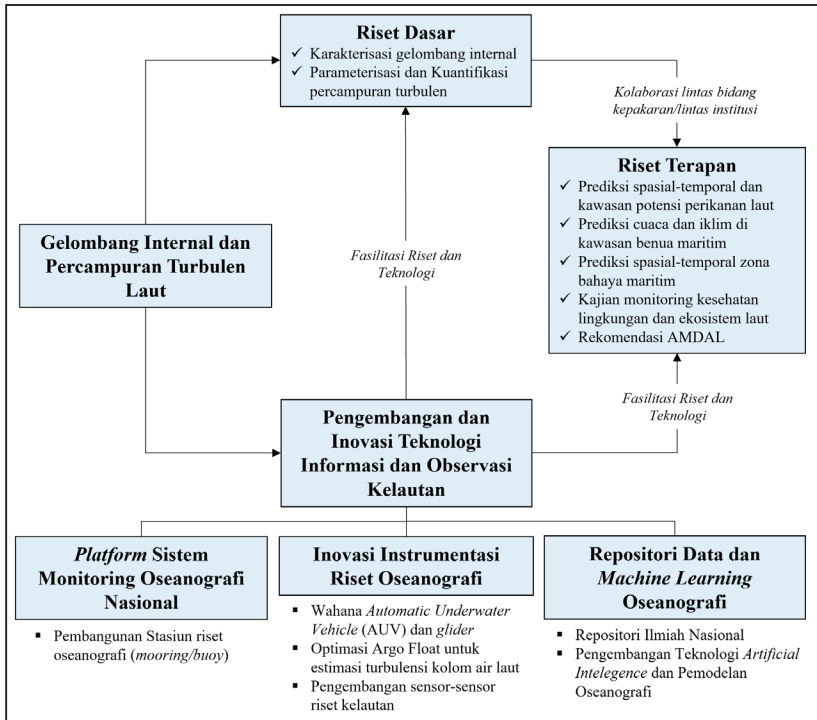 Riset Dasar
✓ Karakterisasi gelombang internal
✓ Parameterisasi dan Kuantifikasi
percampuran turbulen
Kolaborasi lintas bidang
kepakaran/lintas institusi
Riset Terapan
✓ Prediksi spasial-temporal dan
kawasan potensi perikanan laut
✓ Prediksi cuaca dan iklim di
kawasan benua maritim
✓ Prediksi spasial-temporal zona
bahaya maritim
✓ Kajian monitoring kesehatan
lingkungan dan ekosistem laut
✓ Rekomendasi AMDAL
Gelombang Internal dan
Percampuran Turbulen
Laut
Fasilitasi Riset dan
Teknologi
Fasilitasi Riset dan
Teknologi
Pengembangan dan
Inovasi Teknologi
Informasi dan Observasi
Kelautan
Platform Sistem
Monitoring Oseanografi
Nasional
▪ Pembangunan Stasiun riset
oseanografi (mooring/buoy)
Inovasi Instrumentasi
Riset Oseanografi
▪ Wahana Automatic Underwater
Vehicle (AUV) dan glider
▪ Optimasi Argo Float untuk
estimasi turbulensi kolom air laut
▪ Pengembangan sensor-sensor
riset kelautan
Repositori Data dan
Machine Learning
Oseanografi
▪ Repositori Ilmiah Nasional
▪ Pengembangan Teknologi Artificial
Intelegence dan Pemodelan
Oseanografi